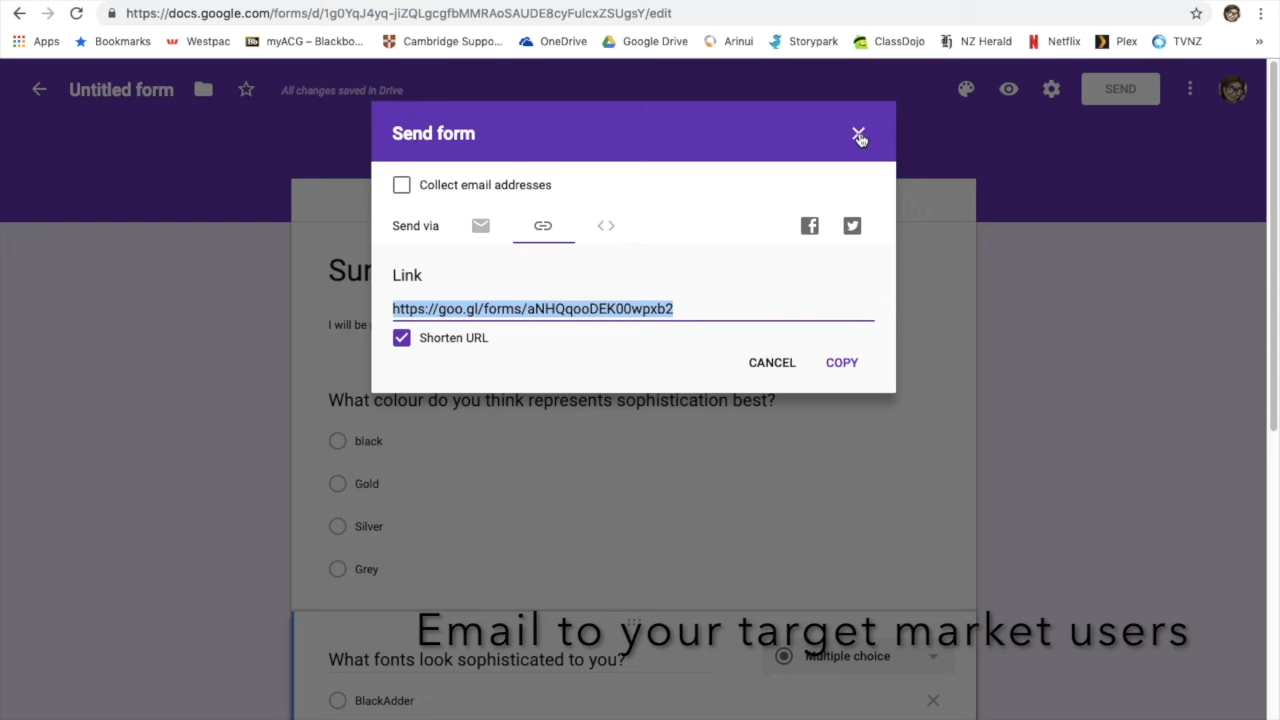 https://docs.google.com/forms/d/1g0YqJ4yq-jiZQLgcgfbMMRAoSAUDE8cyFulcxZSUgsY/edit
Apps Bookmarks Westpac myACG – Blackbo... Cambridge Suppo... OneDrive Google Drive Arinui Storypark ClassDojo NZ Herald Netflix Plex TVNZ »
Untitled form All changes saved in Drive SEND
Send form
Collect email addresses
Send via
Link
https://goo.gl/forms/aNHQqooDEK00wpxb2
Shorten URL
CANCEL COPY
Sur
I will be
What colour do you think represents sophistication best?
black
Gold
Silver
Grey
Email to your target market users
What fonts look sophisticated to you? Multiple choice
BlackAdder